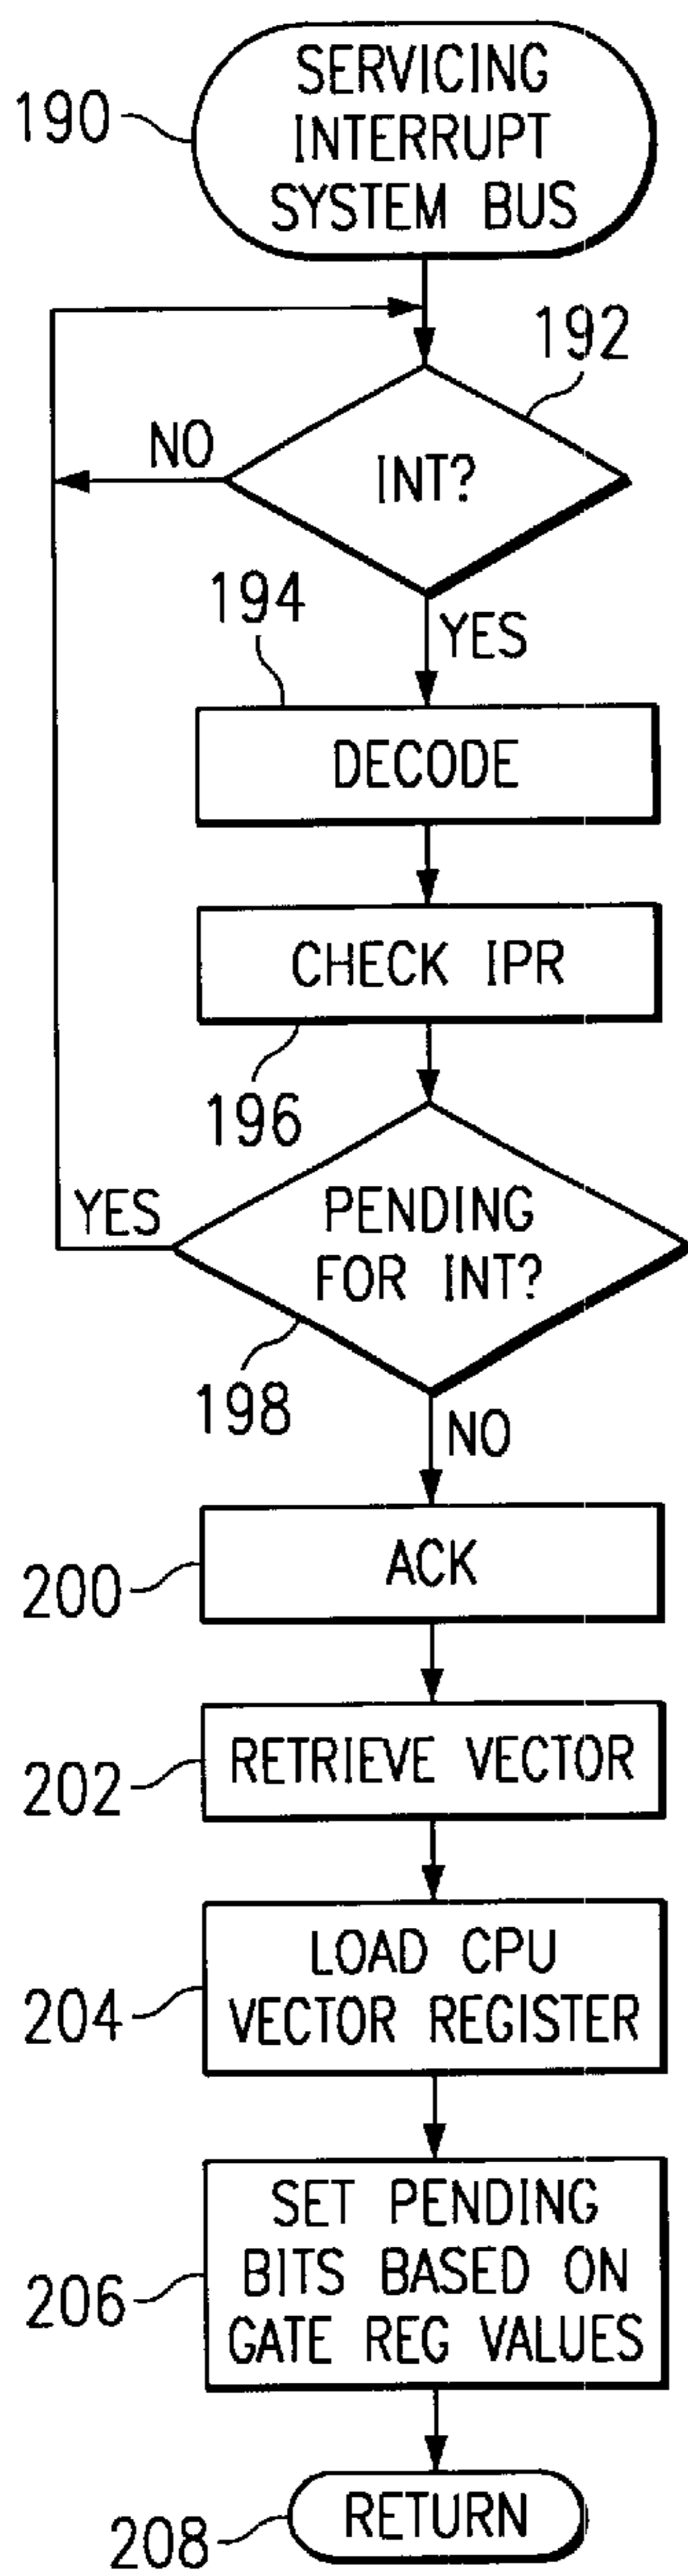 SERVICING
INTERRUPT
SYSTEM BUS
190
192
NO
INT?
194
YES
DECODE
CHECK IPR
196
YES
PENDING
FOR INT?
198
NO
ACK
200
RETRIEVE VECTOR
202
LOAD CPU
VECTOR REGISTER
204
SET PENDING
BITS BASED ON
GATE REG VALUES
206
RETURN
208